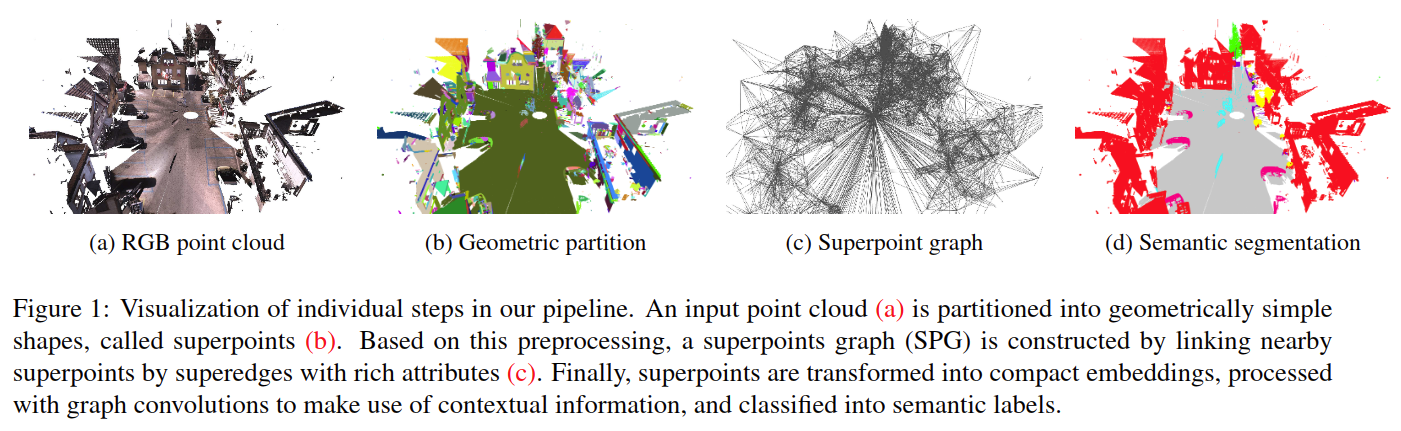 (a) RGB point cloud
(b) Geometric partition
(c) Superpoint graph
(d) Semantic segmentation
Figure 1: Visualization of individual steps in our pipeline. An input point cloud (a) is partitioned into geometrically simple
shapes, called superpoints (b). Based on this preprocessing, a superpoints graph (SPG) is constructed by linking nearby
superpoints by superedges with rich attributes (c). Finally, superpoints are transformed into compact embeddings, processed
with graph convolutions to make use of contextual information, and classified into semantic labels.